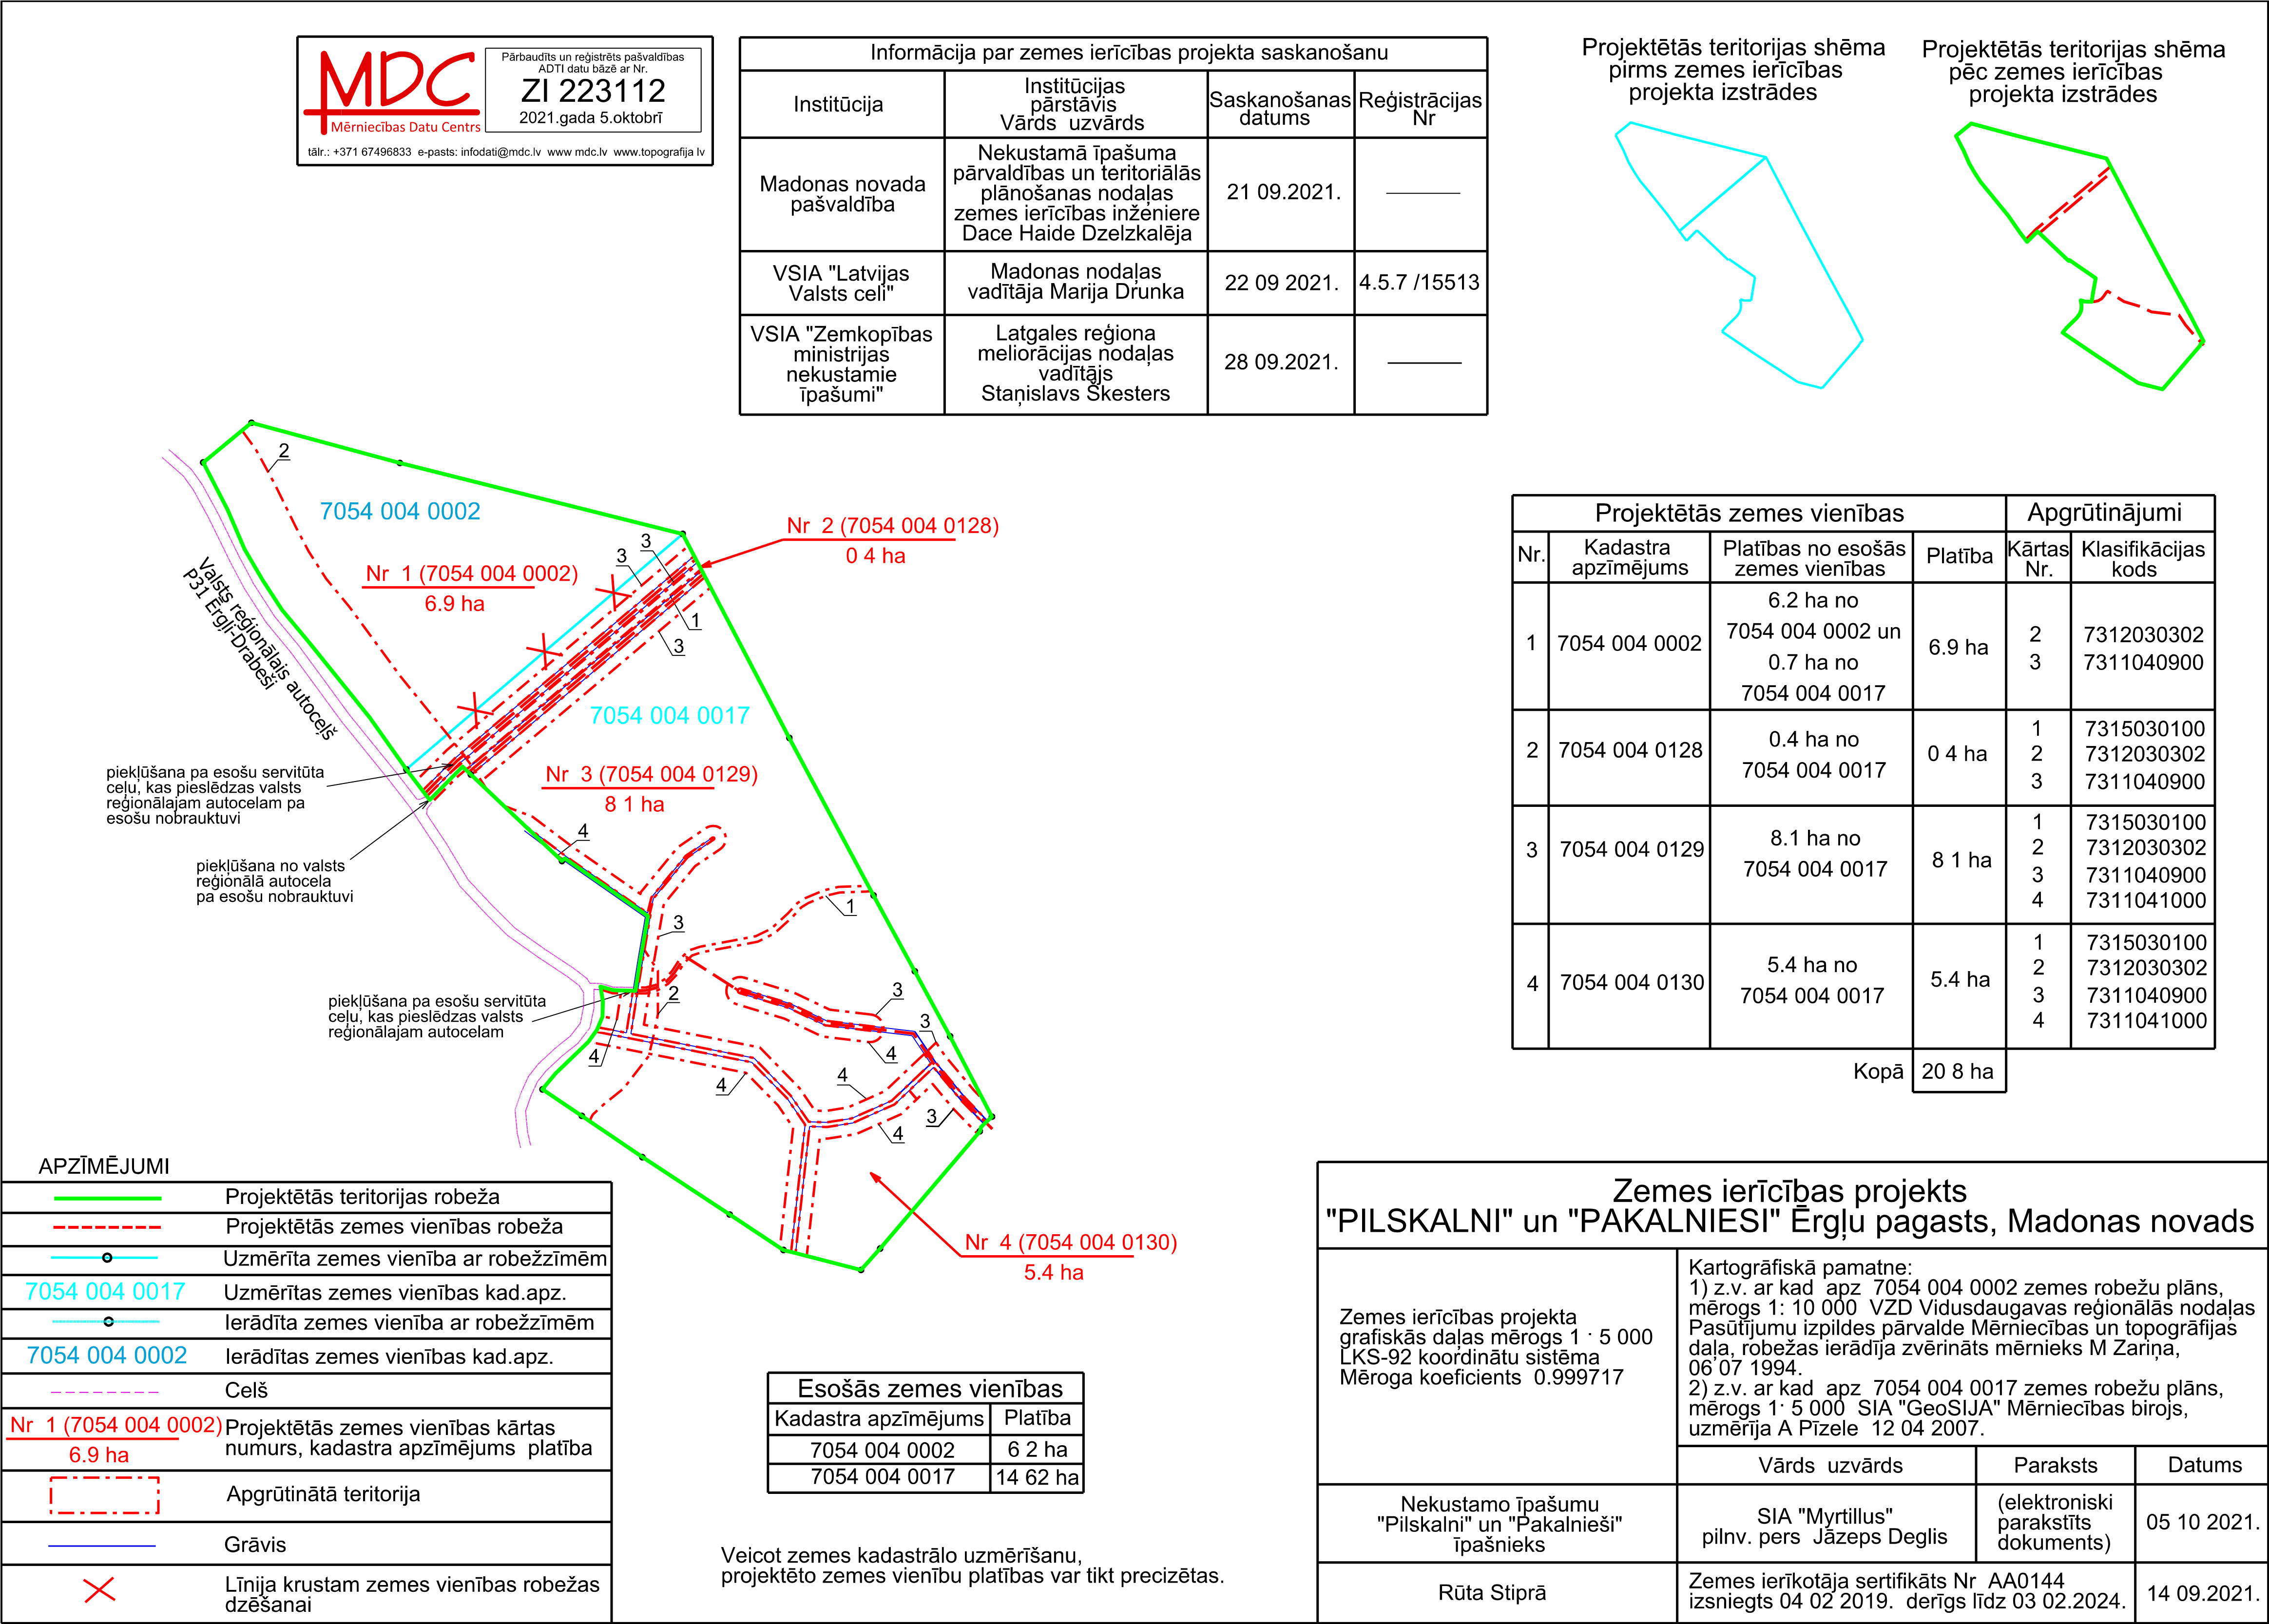 MDC
Mērniecības Datu Centrs
Pārbaudīts un reģistrēts pašvaldības
ADTI datu bāzē ar Nr.
ZI 223112
2021.gada 5.oktobrī
tālr.: +371 67496833 e-pasts: infodati@mdc.lv www mdc.lv www.topografija lv
Informācija par zemes ierīcības projekta saskanošanu
Institūcija
Institūcijas
pārstāvis
Vārds uzvārds
Saskanošanas
datums
Reģistrācijas
Nr
Madonas novada
pašvaldība
Nekustamā īpašuma
pārvaldības un teritoriālās
plānošanas nodaļas
zemes ierīcības inženiere
Dace Haide Dzelzkalēja
21 09.2021.
VSIA "Latvijas
Valsts celi"
Madonas nodaļas
vadītāja Marija Drunka
22 09 2021.
4.5.7 /15513
VSIA "Zemkopības
ministrijas
nekustamie
īpašumi"
Latgales reģiona
meliorācijas nodaļas
vadītājs
Staņislavs Škesters
28 09.2021.
Projektētās teritorijas shēma
pirms zemes ierīcības
projekta izstrādes
Projektētās teritorijas shēma
pēc zemes ierīcības
projekta izstrādes
2
7054 004 0002
Nr 1 (7054 004 0002)
6.9 ha
3
3
Nr 2 (7054 004 0128)
0 4 ha
1
3
Valsts reģionālais autoceļš
P31 Ērgļi-Drabeši
7054 004 0017
Nr 3 (7054 004 0129)
8 1 ha
piekļūšana pa esošu servitūta
ceļu, kas pieslēdzas valsts
reģionālajam autocelam pa
esošu nobrauktuvi
piekļūšana no valsts
reģionālā autocela
pa esošu nobrauktuvi
4
1
3
piekļūšana pa esošu servitūta
ceļu, kas pieslēdzas valsts
reģionālajam autocelam
2
3
3
4
4
4
4
4
3
Nr 4 (7054 004 0130)
5.4 ha
Projektētās zemes vienības
Apgrūtinājumi
Nr.
Kadastra
apzīmējums
Platības no esošās
zemes vienības
Platība
Kārtas
Nr.
Klasifikācijas
kods
1
7054 004 0002
6.2 ha no
7054 004 0002 un
0.7 ha no
7054 004 0017
6.9 ha
2 7312030302
3 7311040900
2
7054 004 0128
0.4 ha no
7054 004 0017
0 4 ha
1 7315030100
2 7312030302
3 7311040900
3
7054 004 0129
8.1 ha no
7054 004 0017
8 1 ha
1 7315030100
2 7312030302
3 7311040900
4 7311041000
4
7054 004 0130
5.4 ha no
7054 004 0017
5.4 ha
1 7315030100
2 7312030302
3 7311040900
4 7311041000
Kopā 20 8 ha
APZĪMĒJUMI
Projektētās teritorijas robeža
Projektētās zemes vienības robeža
Uzmērīta zemes vienība ar robežzīmēm
7054 004 0017 Uzmērītas zemes vienības kad.apz.
Ierādīta zemes vienība ar robežzīmēm
7054 004 0002 Ierādītas zemes vienības kad.apz.
Celš
Nr 1 (7054 004 0002)
6.9 ha
Projektētās zemes vienības kārtas
numurs, kadastra apzīmējums platība
Apgrūtinātā teritorija
Grāvis
Līnija krustam zemes vienības robežas
dzēšanai
Esošās zemes vienības
Kadastra apzīmējums Platība
7054 004 0002 6 2 ha
7054 004 0017 14 62 ha
Veicot zemes kadastrālo uzmērīšanu,
projektēto zemes vienību platības var tikt precizētas.
Zemes ierīcības projekts
"PILSKALNI" un "PAKALNIESI" Ērgļu pagasts, Madonas novads
Zemes ierīcības projekta
grafiskās daļas mērogs 1 : 5 000
LKS-92 koordinātu sistēma
Mēroga koeficients 0.999717
Kartogrāfiskā pamatne:
1) z.v. ar kad apz 7054 004 0002 zemes robežu plāns,
mērogs 1: 10 000 VZD Vidusdaugavas reģionālās nodaļas
Pasūtījumu izpildes pārvalde Mērniecības un topogrāfijas
daļa, robežas ierādīja zvērināts mērnieks M Zariņa,
06 07 1994.
2) z.v. ar kad apz 7054 004 0017 zemes robežu plāns,
mērogs 1: 5 000 SIA "GeoSIJA" Mērniecības birojs,
uzmērīja A Pīzele 12 04 2007.
Vārds uzvārds
Paraksts
Datums
Nekustamo īpašumu
"Pilskalni" un "Pakalnieši"
īpašnieks
SIA "Myrtillus"
pilnv. pers Jāzeps Deglis
(elektroniski
parakstīts
dokuments)
05 10 2021.
Rūta Stiprā
Zemes ierīkotāja sertifikāts Nr AA0144
izsniegts 04 02 2019. derīgs līdz 03 02.2024.
14 09.2021.